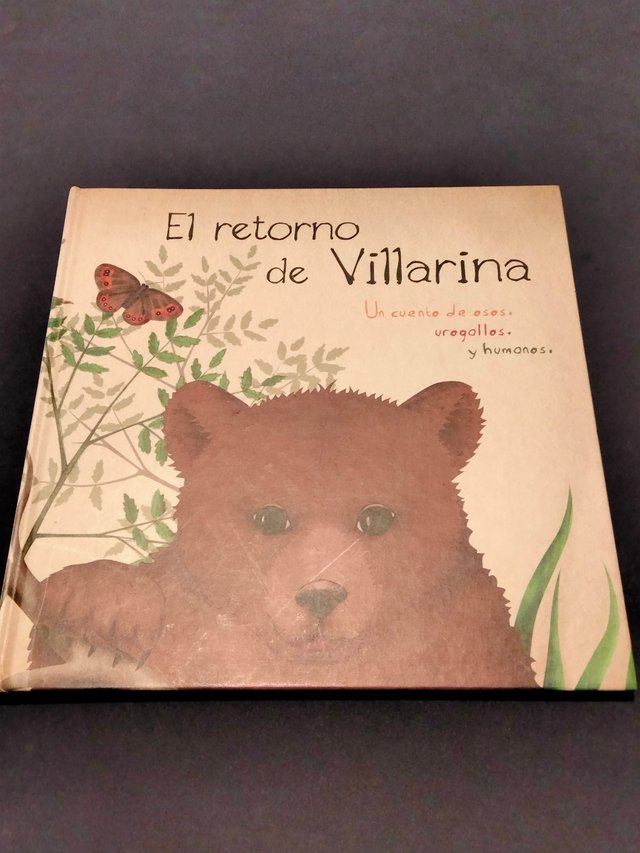 El retorno
de Villarina
Un cuento de osos.
urogallos.
y humanos.